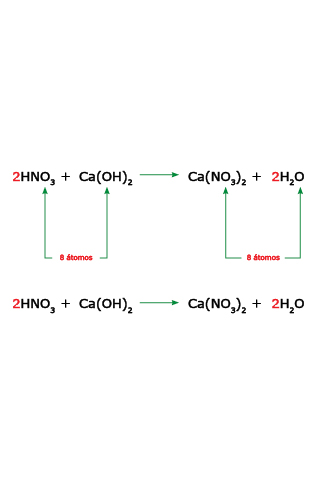 2HNO₃ + Ca(OH)₂ ⟶ Ca(NO₃)₂ + 2H₂O
8 átomos 8 átomos
2HNO₃ + Ca(OH)₂ ⟶ Ca(NO₃)₂ + 2H₂O